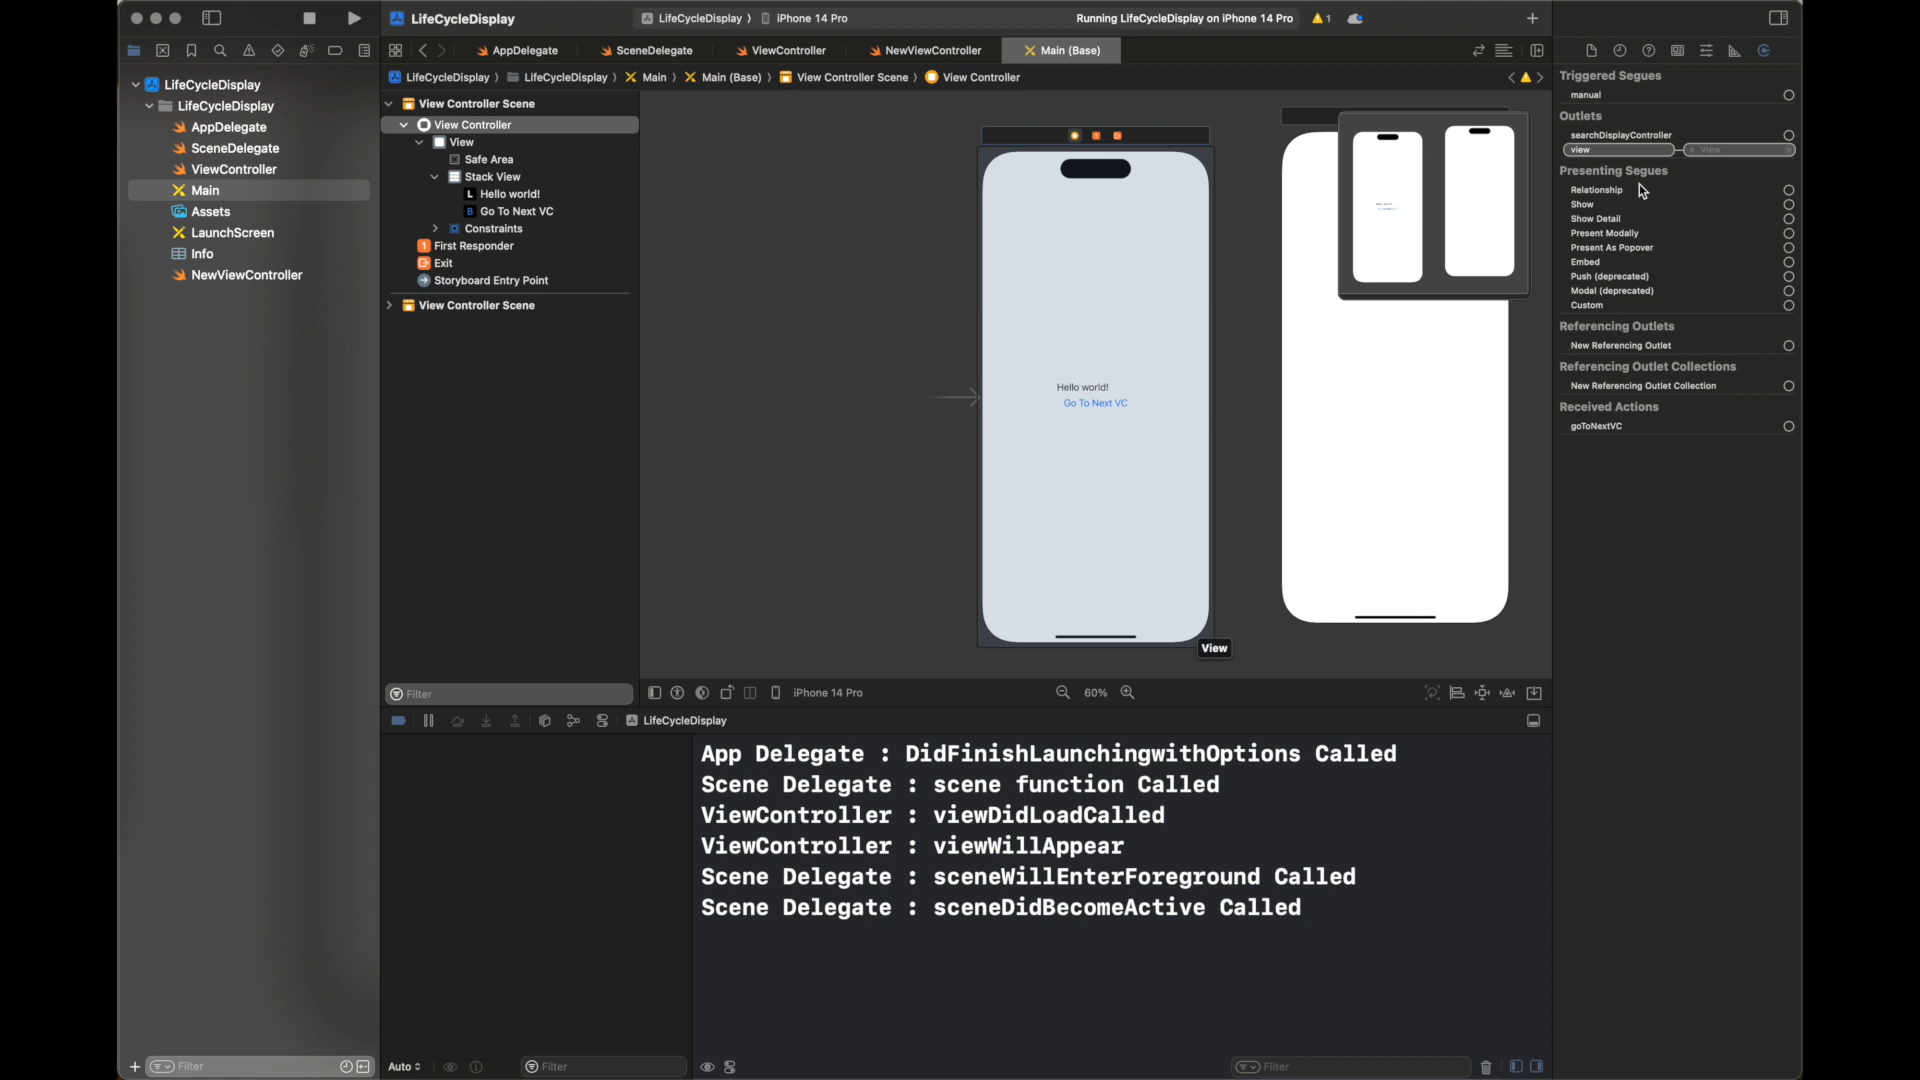 LifeCycleDisplay
LifeCycleDisplay
iPhone 14 Pro
Running LifeCycleDisplay on iPhone 14 Pro
1
AppDelegate
SceneDelegate
ViewController
NewViewController
Main (Base)
LifeCycleDisplay
LifeCycleDisplay
Main
Main (Base)
View Controller Scene
View Controller
LifeCycleDisplay
LifeCycleDisplay
AppDelegate
SceneDelegate
ViewController
Main
Assets
LaunchScreen
Info
NewViewController
Filter
View Controller Scene
View Controller
View
Safe Area
Stack View
L Hello world!
B Go To Next VC
Constraints
1 First Responder
Exit
Storyboard Entry Point
View Controller Scene
Filter
Hello world!
Go To Next VC
View
iPhone 14 Pro
60%
Triggered Segues
manual
Outlets
searchDisplayController
view
View
Presenting Segues
Relationship
Show
Show Detail
Present Modally
Present As Popover
Embed
Push (deprecated)
Modal (deprecated)
Custom
Referencing Outlets
New Referencing Outlet
Referencing Outlet Collections
New Referencing Outlet Collection
Received Actions
goToNextVC
LifeCycleDisplay
App Delegate : DidFinishLaunchingwithOptions Called
Scene Delegate : scene function Called
ViewController : viewDidLoadCalled
ViewController : viewWillAppear
Scene Delegate : sceneWillEnterForeground Called
Scene Delegate : sceneDidBecomeActive Called
Auto
Filter
Filter